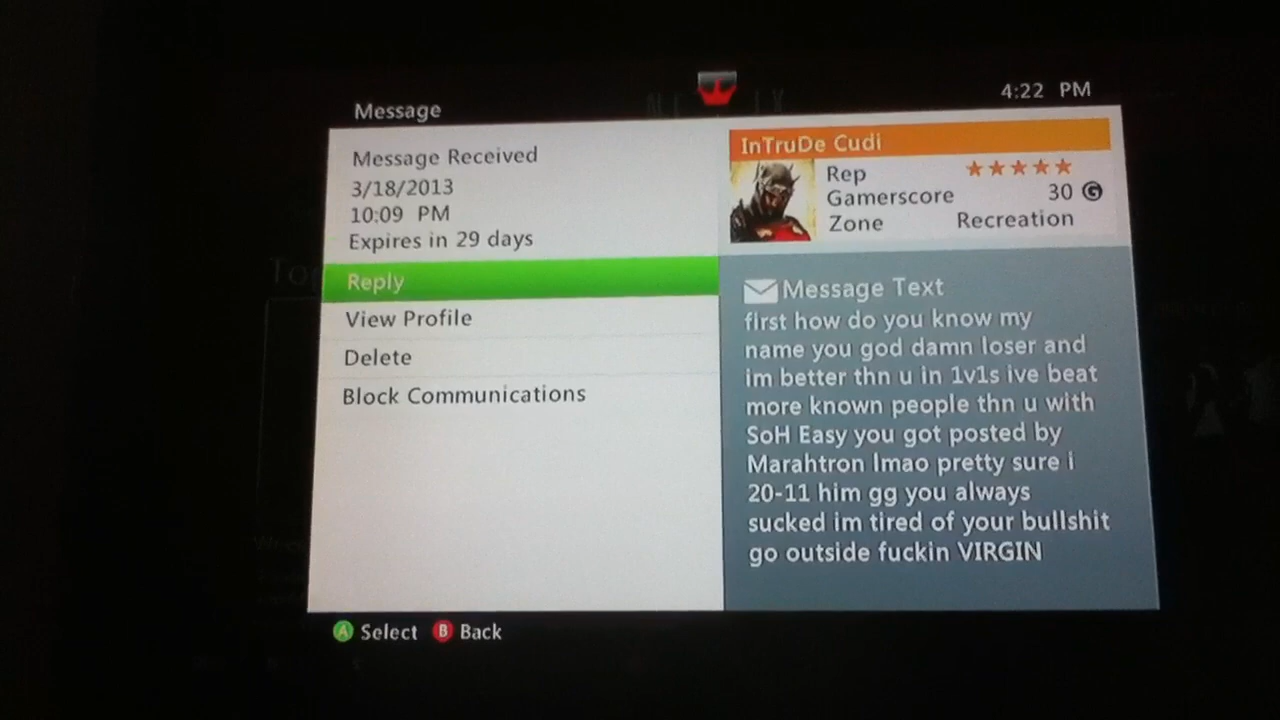 4:22 PM
Message
Message Received
3/18/2013
10:09 PM
Expires in 29 days
Reply
View Profile
Delete
Block Communications
InTruDe Cudi
Rep
Gamerscore 30 G
Zone Recreation
Message Text
first how do you know my
name you god damn loser and
im better thn u in 1v1s ive beat
more known people thn u with
SoH Easy you got posted by
Marahtron lmao pretty sure i
20-11 him gg you always
sucked im tired of your bullshit
go outside fuckin VIRGIN
A Select B Back